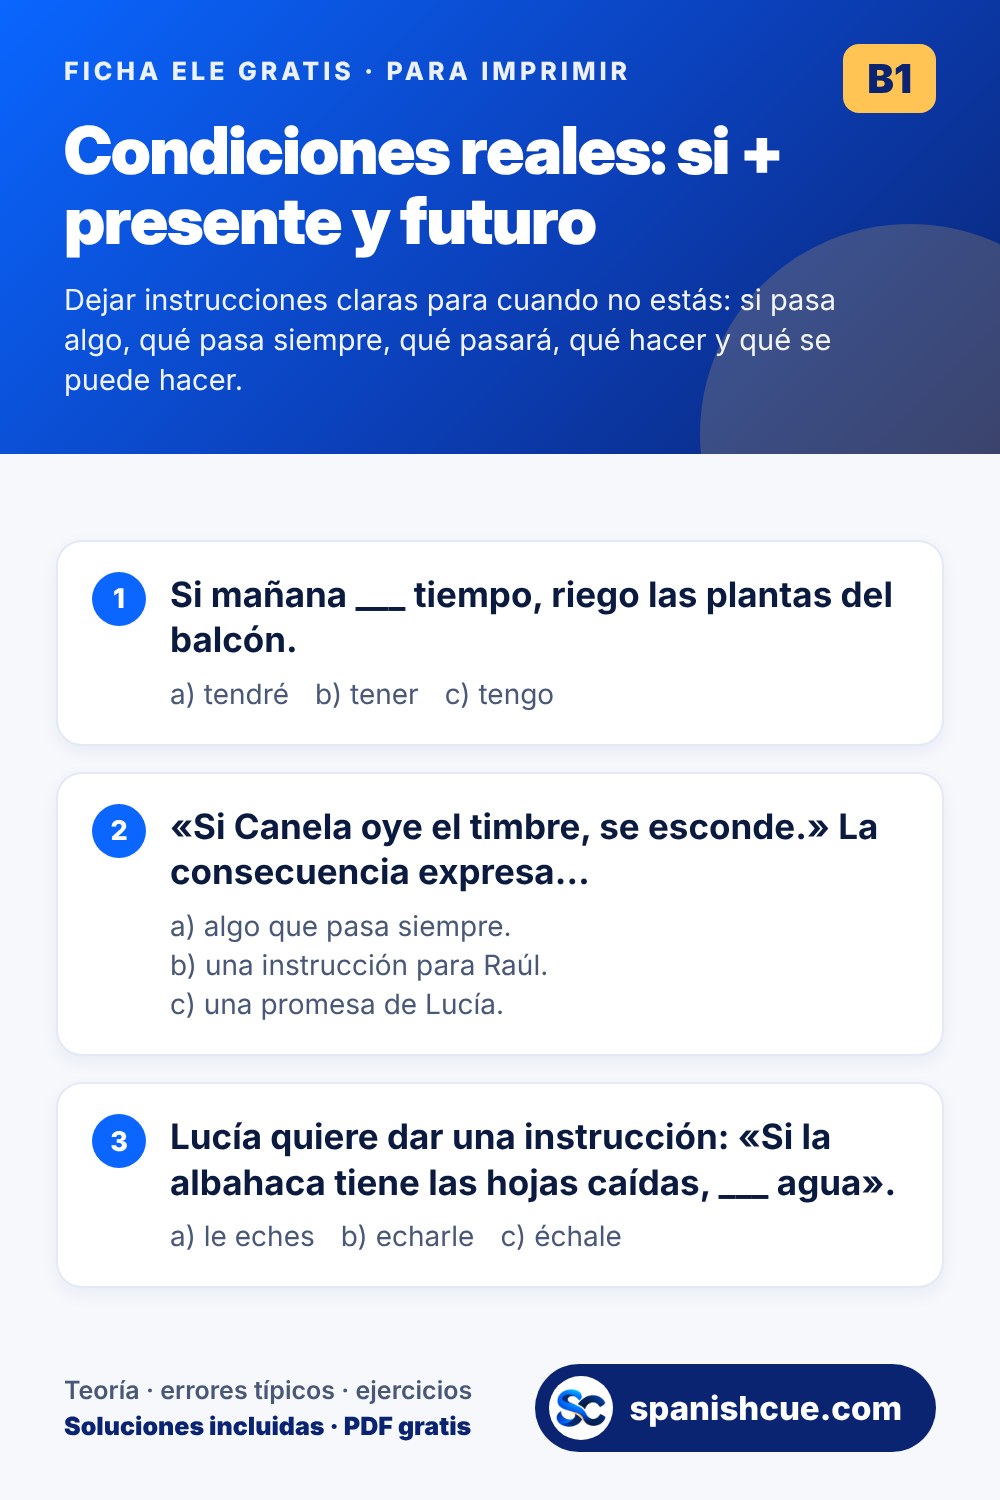 FICHA ELE GRATIS · PARA IMPRIMIR
B1
Condiciones reales: si +
presente y futuro
Dejar instrucciones claras para cuando no estás: si pasa
algo, qué pasa siempre, qué pasará, qué hacer y qué se
puede hacer.
1
Si mañana ___ tiempo, riego las plantas del
balcón.
a) tendré b) tener c) tengo
2
«Si Canela oye el timbre, se esconde.» La
consecuencia expresa...
a) algo que pasa siempre.
b) una instrucción para Raúl.
c) una promesa de Lucía.
3
Lucía quiere dar una instrucción: «Si la
albahaca tiene las hojas caídas, ___ agua».
a) le eches b) echarle c) échale
Teoría · errores típicos · ejercicios
Soluciones incluidas · PDF gratis
SC spanishcue.com